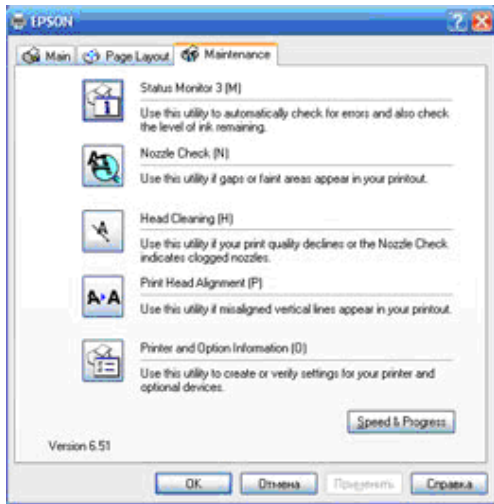 EPSON
Main Page Layout Maintenance
Status Monitor 3 (M)
Use this utility to automatically check for errors and also check
the level of ink remaining.
Nozzle Check (N)
Use this utility if gaps or faint areas appear in your printout.
Head Cleaning (H)
Use this utility if your print quality declines or the Nozzle Check
indicates clogged nozzles.
Print Head Alignment (P)
Use this utility if misaligned vertical lines appear in your printout.
Printer and Option Information (O)
Use this utility to create or verify settings for your printer and
optional devices.
Speed & Progress
Version 6.51
OK Отмена Применить Справка